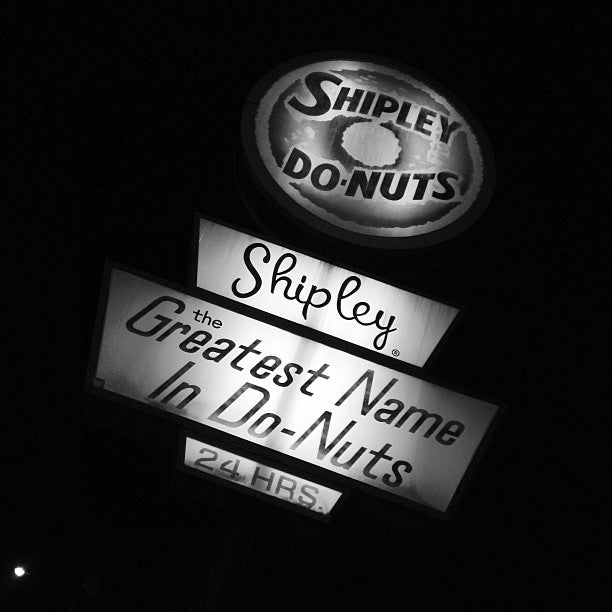 SHIPLEY
DO-NUTS
Shipley®
the
Greatest Name
In Do-Nuts
24 HRS.